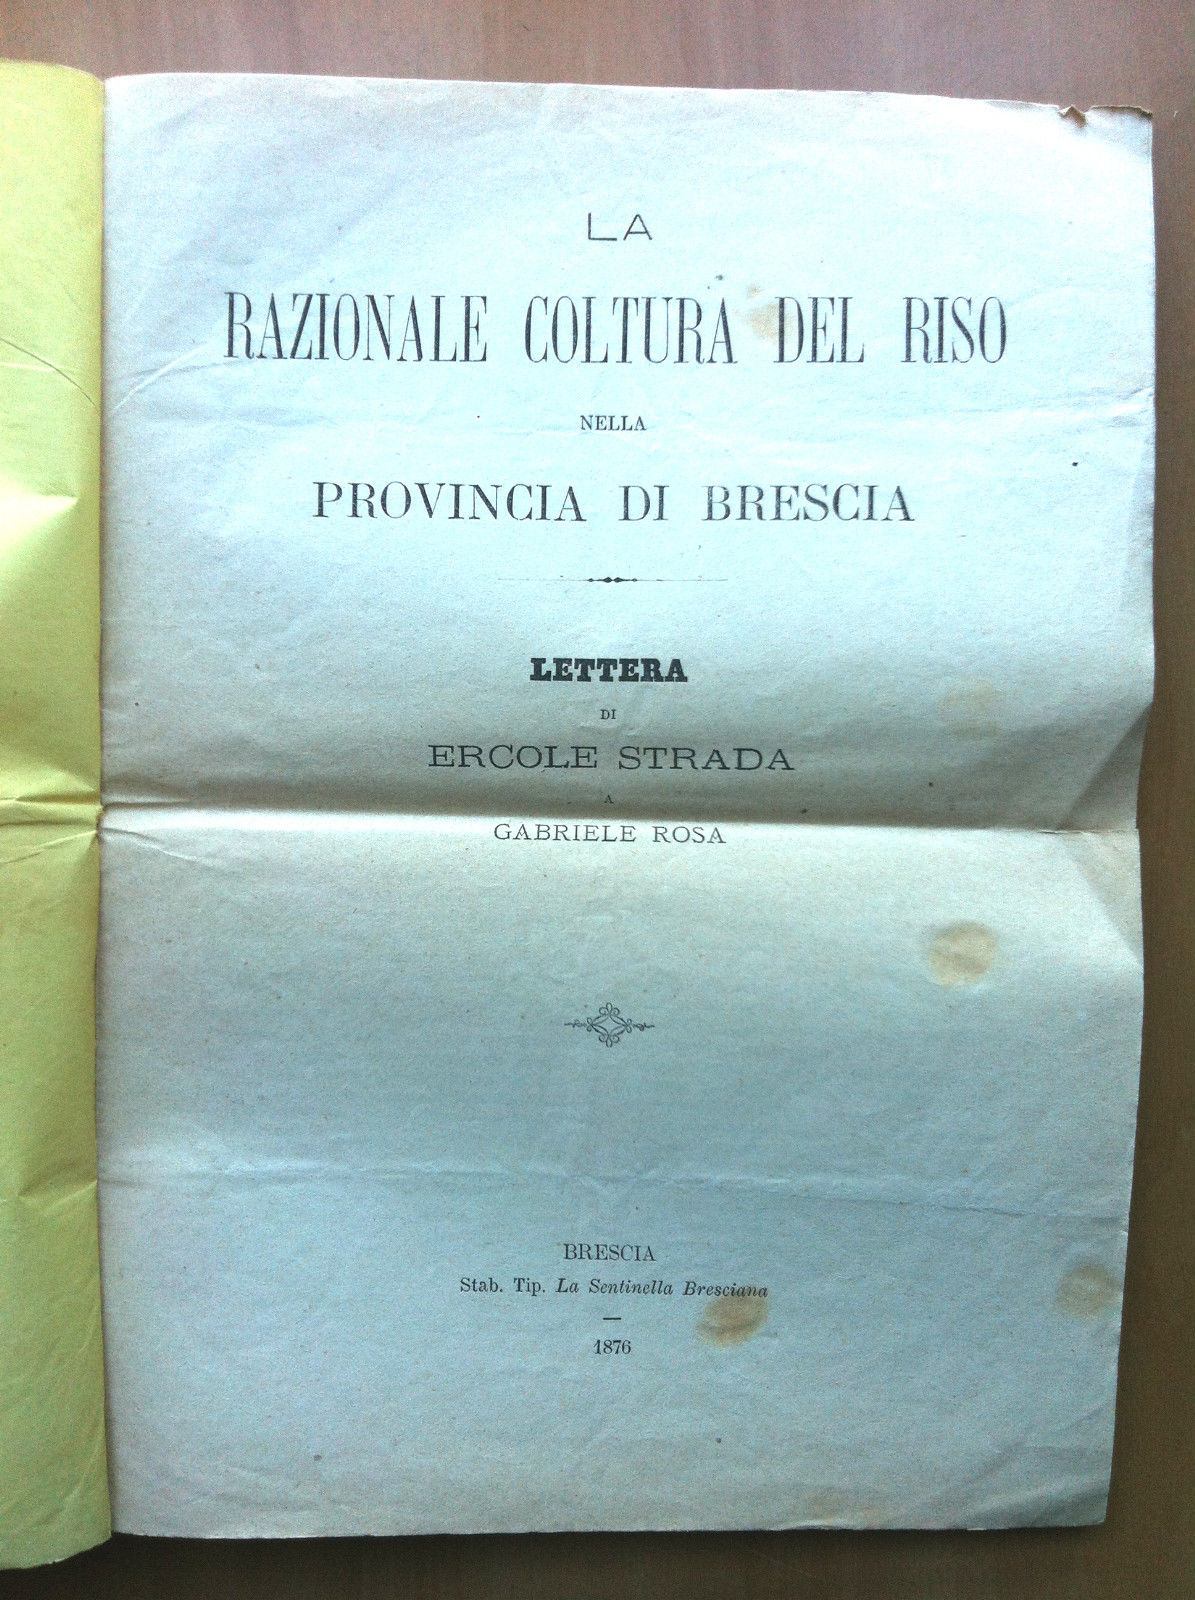 LA
RAZIONALE COLTURA DEL RISO
NELLA
PROVINCIA DI BRESCIA
LETTERA
DI
ERCOLE STRADA
A
GABRIELE ROSA
BRESCIA
Stab. Tip. La Sentinella Bresciana
—
1876